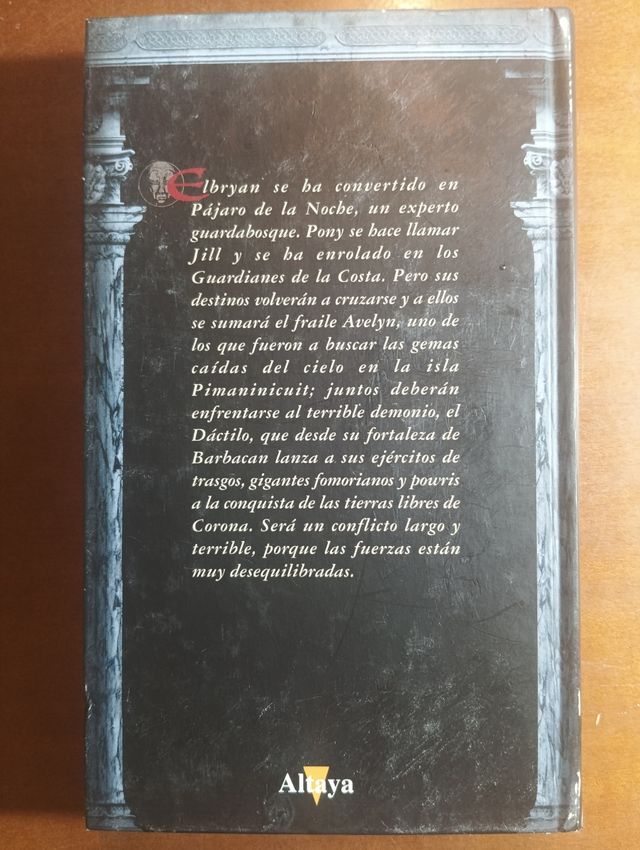 Elbryan se ha convertido en
Pájaro de la Noche, un experto
guardabosque. Pony se hace llamar
Jill y se ha enrolado en los
Guardianes de la Costa. Pero sus
destinos volverán a cruzarse y a ellos
se sumará el fraile Avelyn, uno de
los que fueron a buscar las gemas
caídas del cielo en la isla
Pimaninicuit; juntos deberán
enfrentarse al terrible demonio, el
Dáctilo, que desde su fortaleza de
Barbacan lanza a sus ejércitos de
trasgos, gigantes fomorianos y powris
a la conquista de las tierras libres de
Corona. Será un conflicto largo y
terrible, porque las fuerzas están
muy desequilibradas.
Altaya